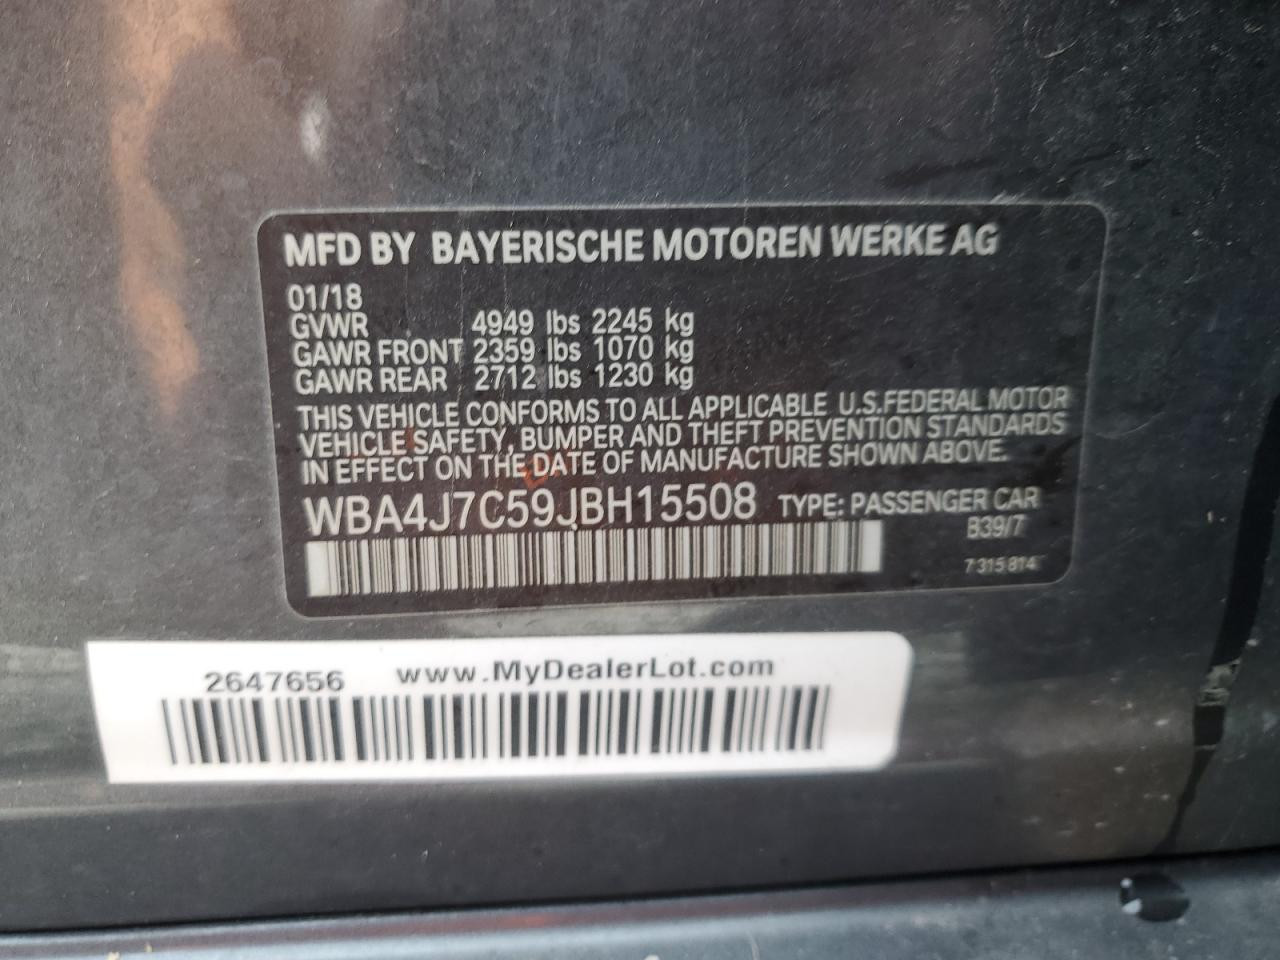 MFD BY BAYERISCHE MOTOREN WERKE AG
01/18
GVWR 4949 lbs 2245 kg
GAWR FRONT 2359 lbs 1070 kg
GAWR REAR 2712 lbs 1230 kg
THIS VEHICLE CONFORMS TO ALL APPLICABLE U.S.FEDERAL MOTOR
VEHICLE SAFETY, BUMPER AND THEFT PREVENTION STANDARDS
IN EFFECT ON THE DATE OF MANUFACTURE SHOWN ABOVE.
WBA4J7C59JBH15508 TYPE: PASSENGER CAR
B39/7
7 315 814
2647656 www.MyDealerLot.com